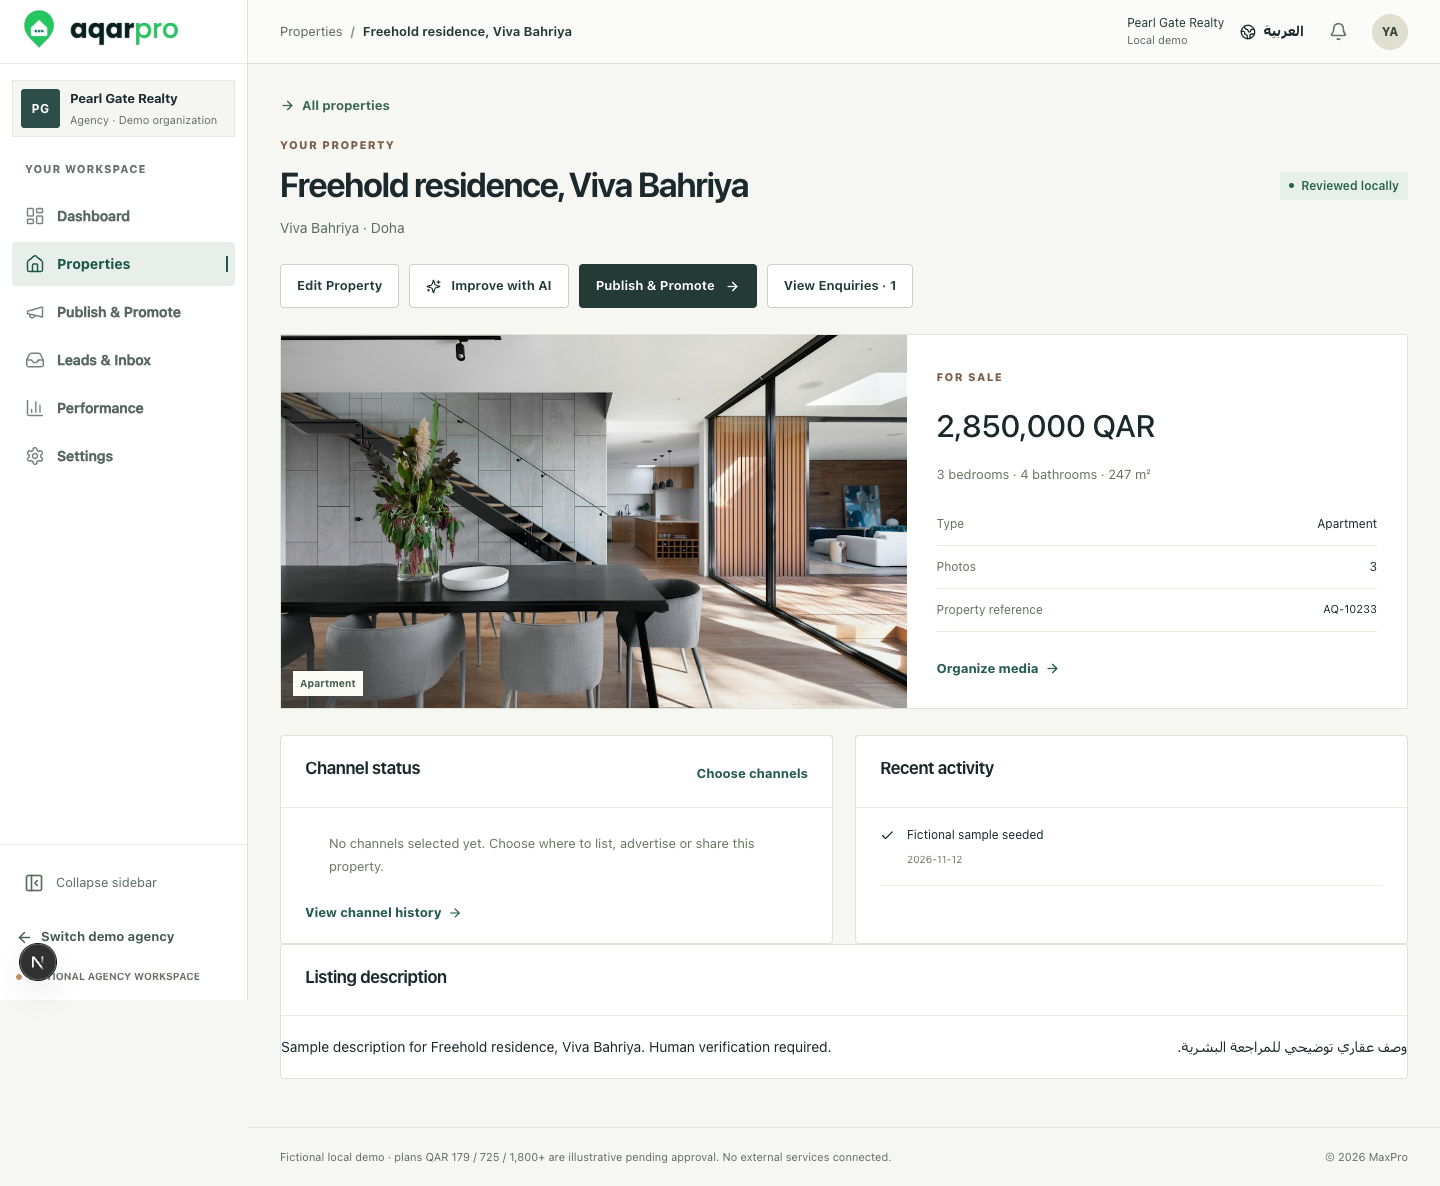 aqarpro
Properties / Freehold residence, Viva Bahriya
Pearl Gate Realty
Local demo
العربية
YA
PG
Pearl Gate Realty
Agency · Demo organization
YOUR WORKSPACE
Dashboard
Properties
Publish & Promote
Leads & Inbox
Performance
Settings
Collapse sidebar
Switch demo agency
N
AGENCY WORKSPACE
All properties
YOUR PROPERTY
Freehold residence, Viva Bahriya
Reviewed locally
Viva Bahriya · Doha
Edit Property
Improve with AI
Publish & Promote
View Enquiries · 1
Apartment
FOR SALE
2,850,000 QAR
3 bedrooms · 4 bathrooms · 247 m²
Type Apartment
Photos 3
Property reference AQ-10233
Organize media
Channel status
Choose channels
No channels selected yet. Choose where to list, advertise or share this
property.
View channel history
Recent activity
Fictional sample seeded
2026-11-12
Listing description
Sample description for Freehold residence, Viva Bahriya. Human verification required.
وصف عقاري توضيحي للمراجعة البشرية.
Fictional local demo · plans QAR 179 / 725 / 1,800+ are illustrative pending approval. No external services connected.
© 2026 MaxPro